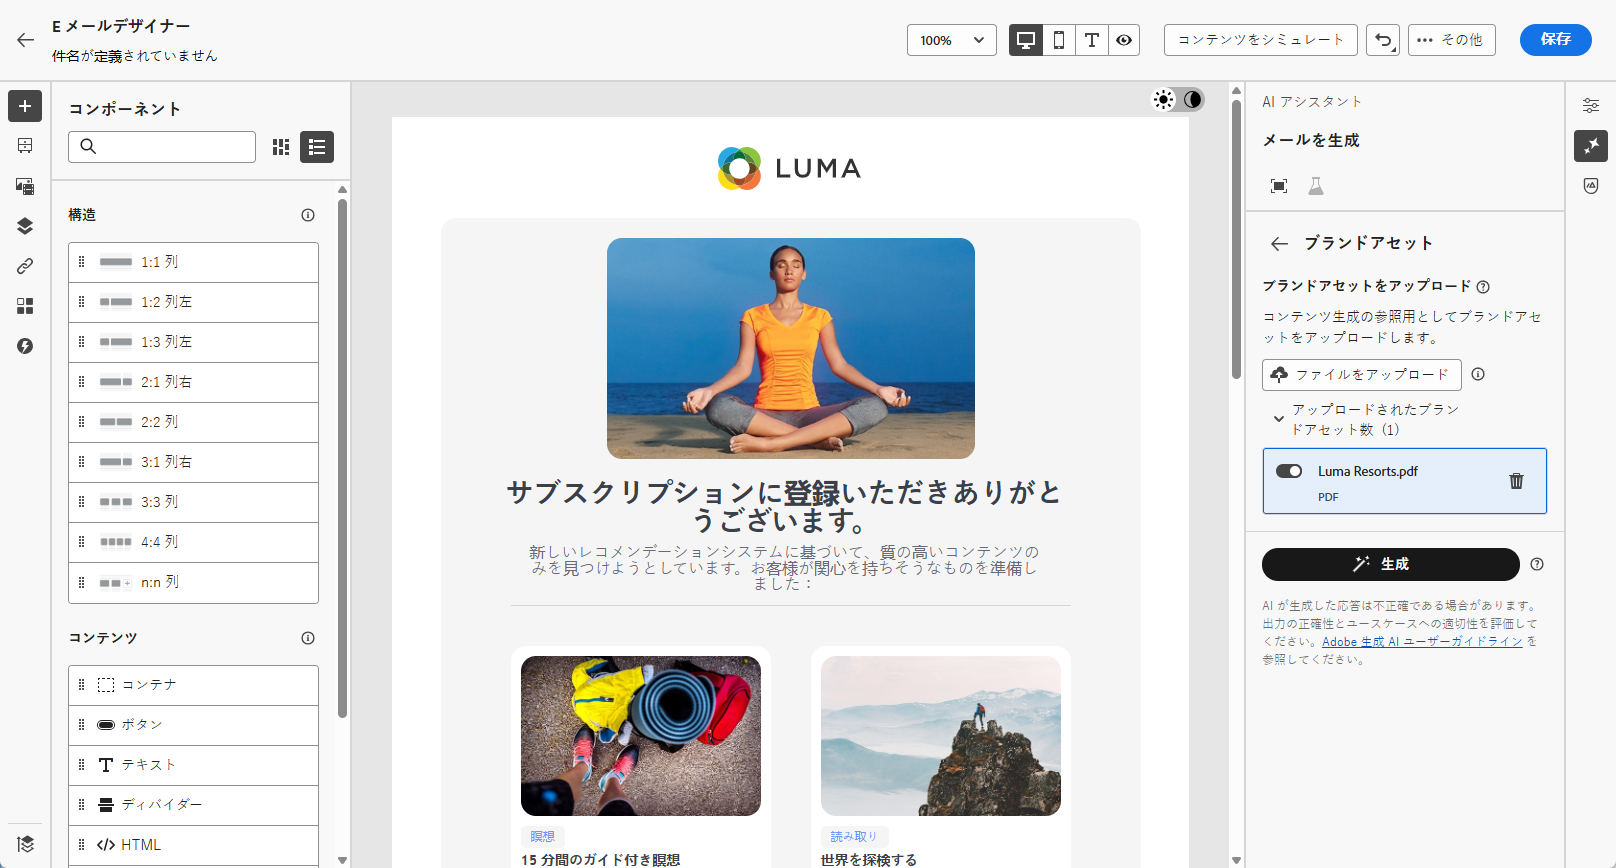 E メールデザイナー
件名が定義されていません
100%
コンテンツをシミュレート
その他
保存
コンポーネント
構造
1:1 列
1:2 列左
1:3 列左
2:1 列右
2:2 列
3:1 列右
3:3 列
4:4 列
n:n 列
コンテンツ
コンテナ
ボタン
テキスト
ディバイダー
HTML
LUMA
サブスクリプションに登録いただきありがと
うございます。
新しいレコメンデーションシステムに基づいて、質の高いコンテンツの
みを見つけようとしています。お客様が関心を持ちそうなものを準備し
ました：
瞑想
15 分間のガイド付き瞑想
読み取り
世界を探検する
AI アシスタント
メールを生成
ブランドアセット
ブランドアセットをアップロード
コンテンツ生成の参照用としてブランドアセ
ットをアップロードします。
ファイルをアップロード
アップロードされたブラン
ドアセット数（1）
Luma Resorts.pdf
PDF
生成
AI が生成した応答は不正確である場合があります。
出力の正確性とユースケースへの適切性を評価して
ください。Adobe 生成 AI ユーザーガイドライン を
参照してください。